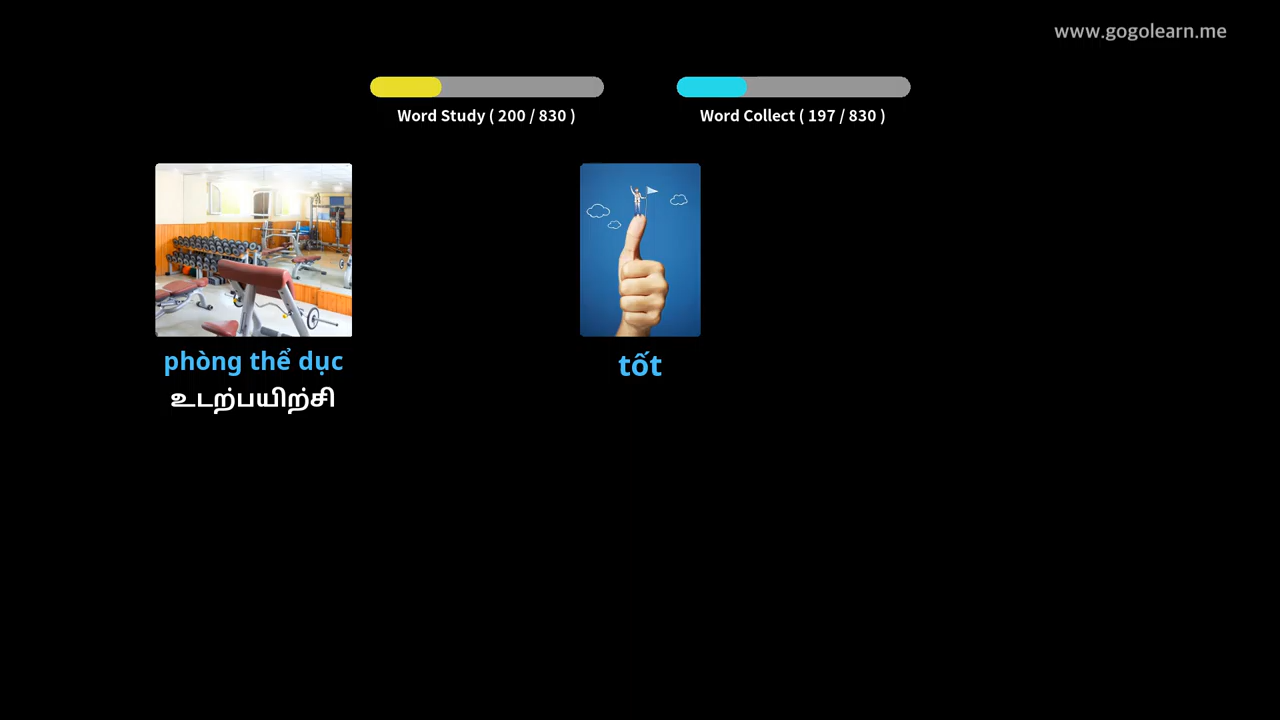 www.gogolearn.me
Word Study ( 200 / 830 )
Word Collect ( 197 / 830 )
phòng thể dục
உடற்பயிற்சி
tốt